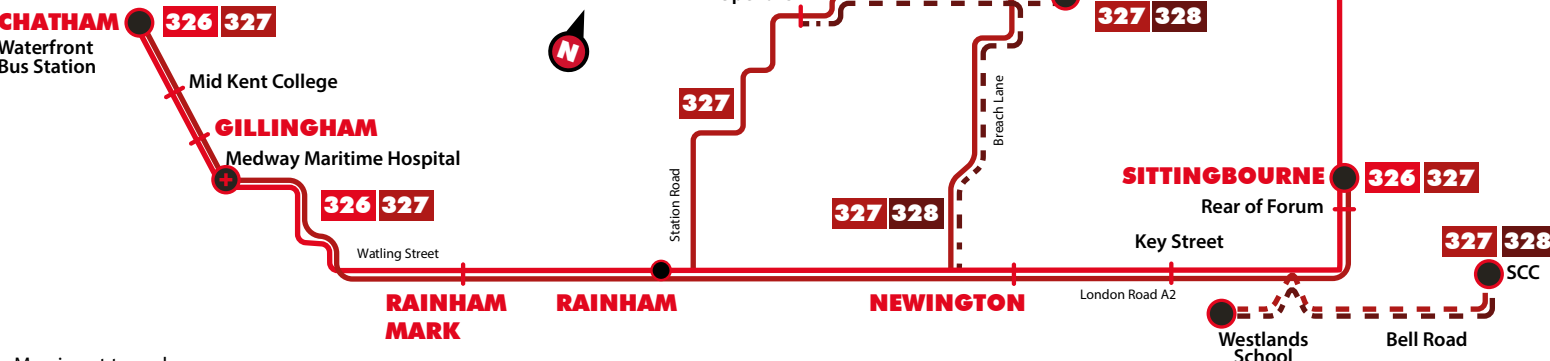 CHATHAM 326 327
Waterfront
Bus Station
Mid Kent College
GILLINGHAM
Medway Maritime Hospital
326 327
Watling Street
RAINHAM
MARK
RAINHAM
N
327
Station Road
327 328
Breach Lane
327 328
NEWINGTON
London Road A2
Key Street
SITTINGBOURNE 326 327
Rear of Forum
327 328
SCC
Westlands
School
Bell Road